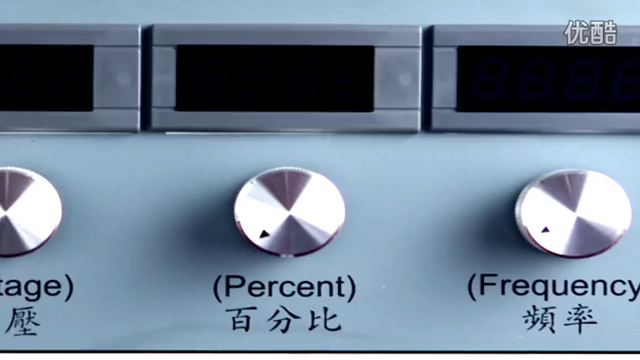 优酷
tage) (Percent) (Frequency
壓 百分比 頻率